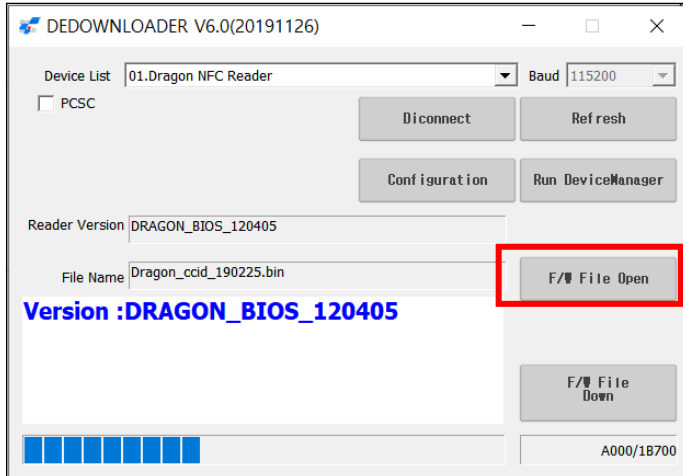 DEDOWNLOADER V6.0(20191126)
Device List 01.Dragon NFC Reader Baud 115200
PCSC
Diconnect Refresh
Configuration Run DeviceManager
Reader Version DRAGON_BIOS_120405
File Name Dragon_ccid_190225.bin F/W File Open
Version :DRAGON_BIOS_120405
F/W File
Down
A000/1B700